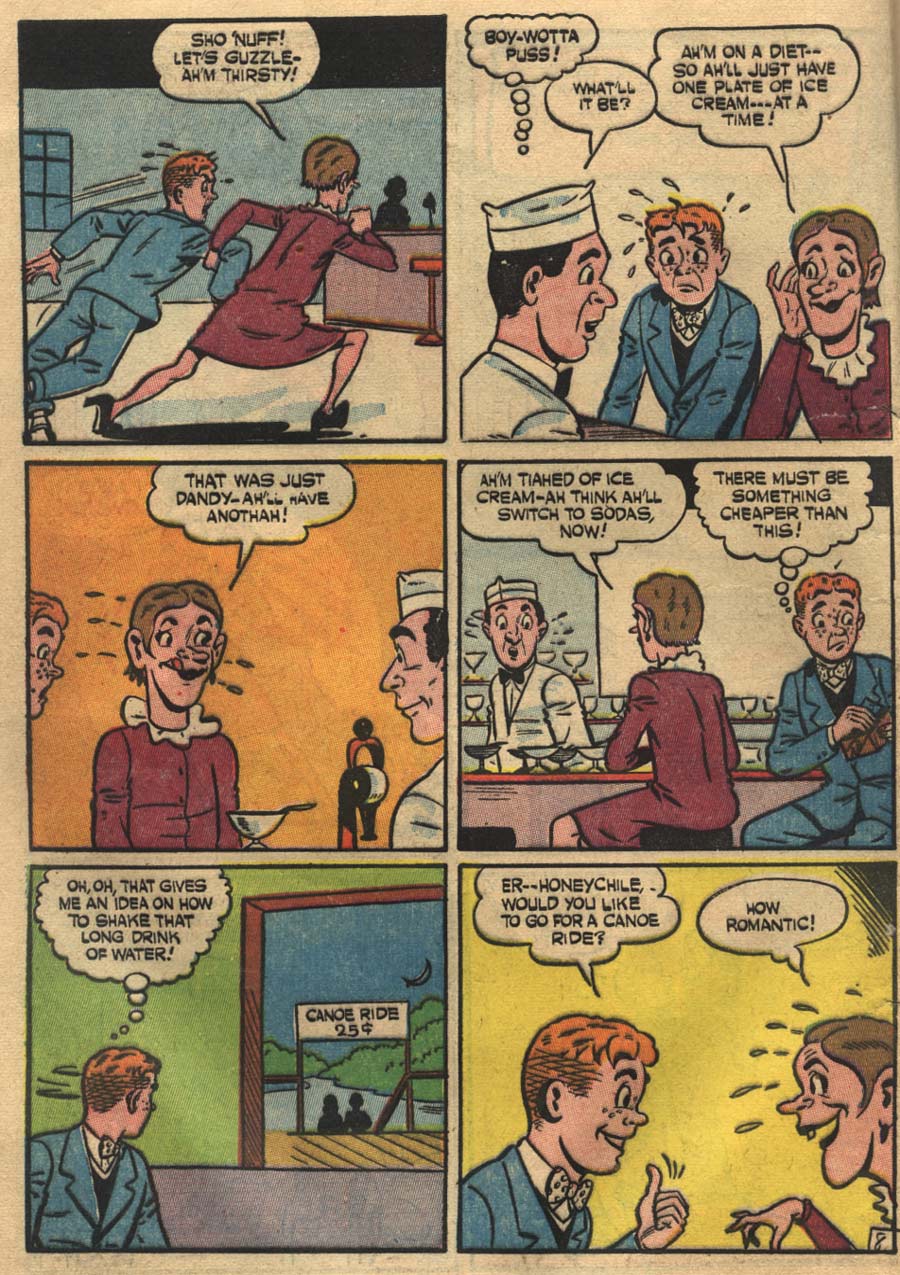 SHO 'NUFF!
LET'S GUZZLE-
AH'M THIRSTY!
BOY-WOTTA
PUSS!
WHAT'LL
IT BE?
AH'M ON A DIET--
SO AH'LL JUST HAVE
ONE PLATE OF ICE
CREAM---AT A
TIME!
THAT WAS JUST
DANDY-AH'LL HAVE
ANOTHAH!
AH'M TIAHED OF ICE
CREAM-AH THINK AH'LL
SWITCH TO SODAS,
NOW!
THERE MUST BE
SOMETHING
CHEAPER THAN
THIS!
OH, OH, THAT GIVES
ME AN IDEA ON HOW
TO SHAKE THAT
LONG DRINK
OF WATER!
CANOE RIDE
25¢
ER--HONEYCHILE,
WOULD YOU LIKE
TO GO FOR A CANOE
RIDE?
HOW
ROMANTIC!
8